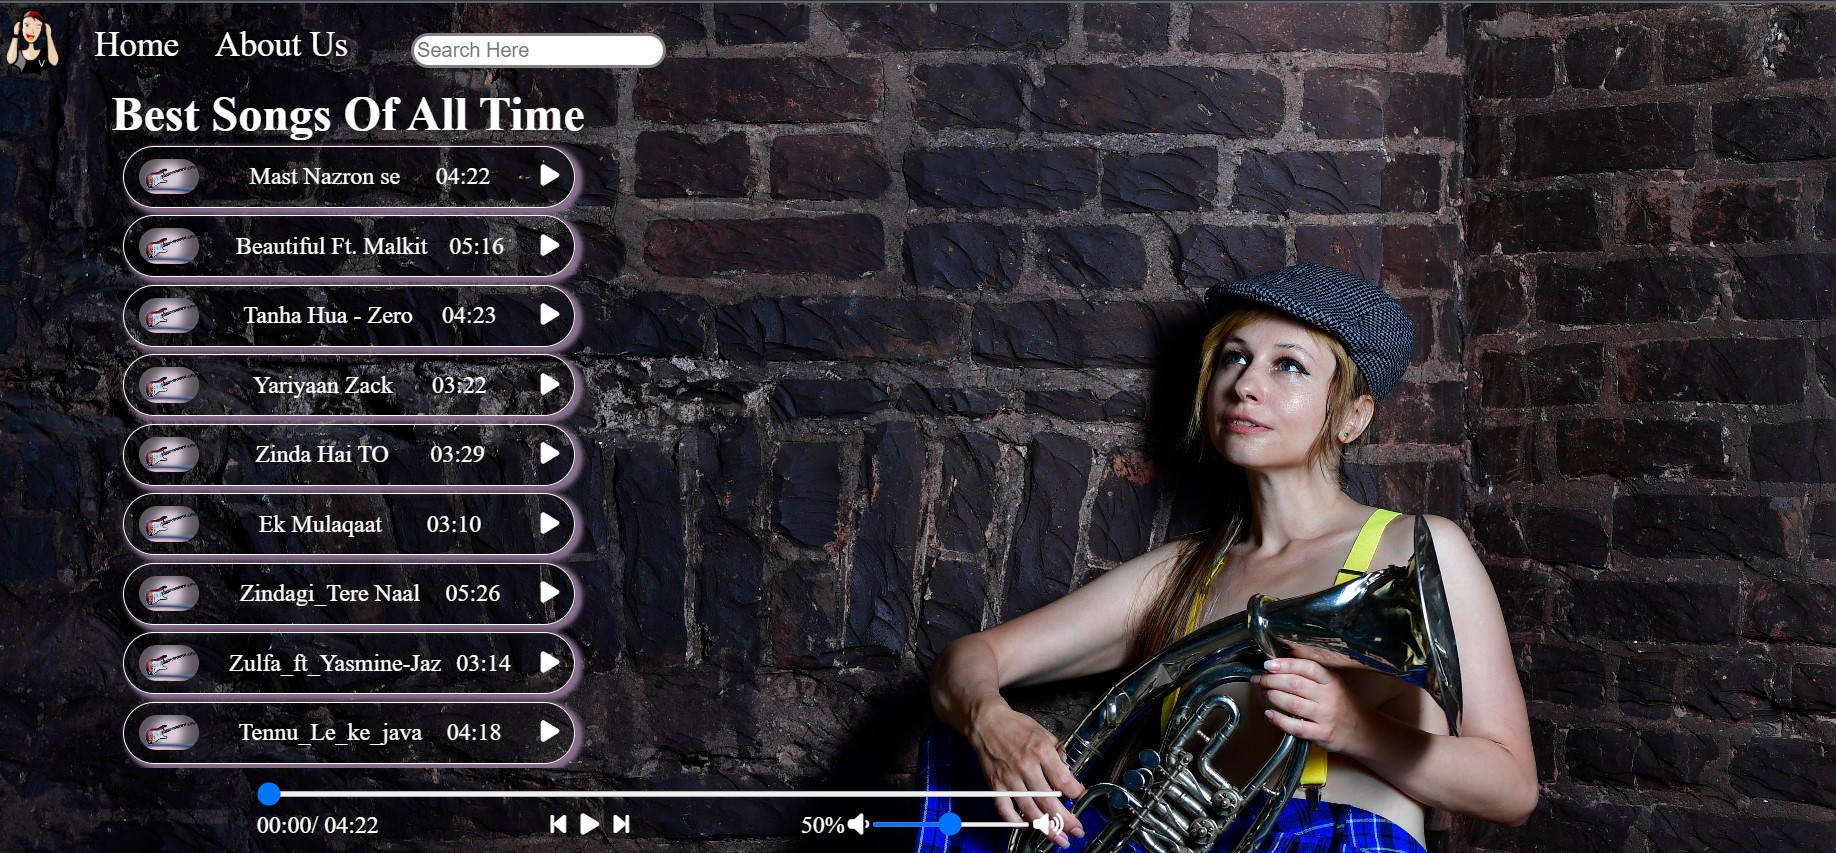 Home About Us Search Here
Best Songs Of All Time
Mast Nazron se 04:22
Beautiful Ft. Malkit 05:16
Tanha Hua - Zero 04:23
Yariyaan Zack 03:22
Zinda Hai TO 03:29
Ek Mulaqaat 03:10
Zindagi_Tere Naal 05:26
Zulfa_ft_Yasmine-Jaz 03:14
Tennu_Le_ke_java 04:18
00:00/ 04:22 50%